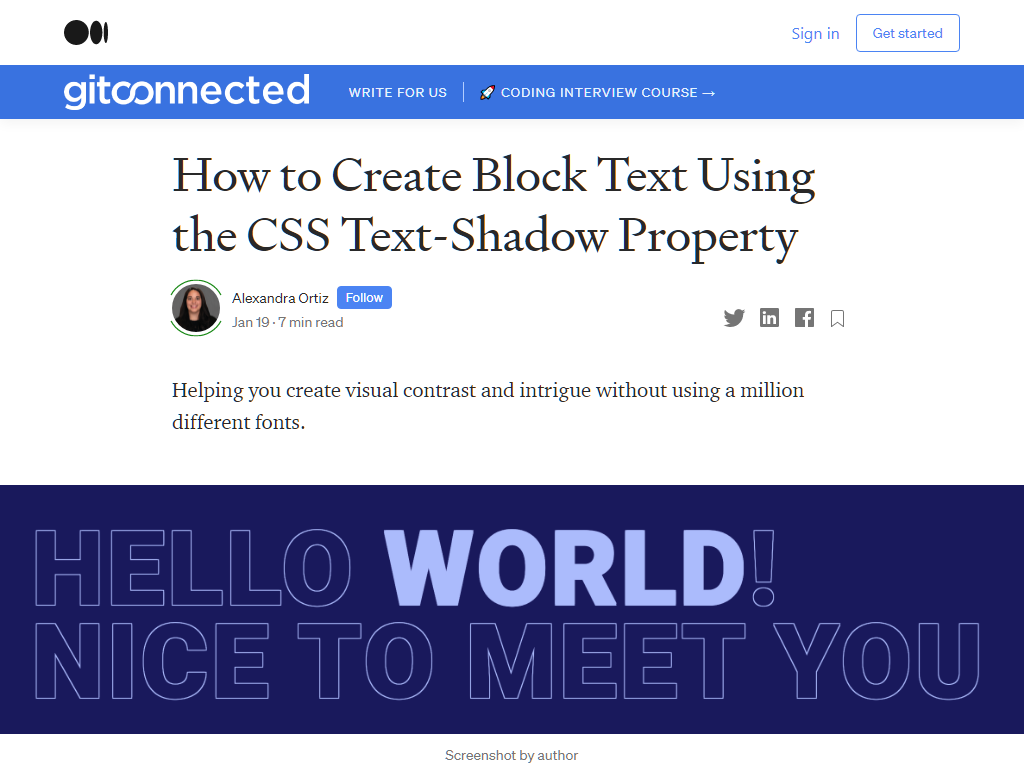 Sign in
Get started
gitconnected
WRITE FOR US
🚀 CODING INTERVIEW COURSE →
How to Create Block Text Using
the CSS Text-Shadow Property
Alexandra Ortiz
Follow
Jan 19 · 7 min read
Helping you create visual contrast and intrigue without using a million
different fonts.
HELLO WORLD!
NICE TO MEET YOU
Screenshot by author